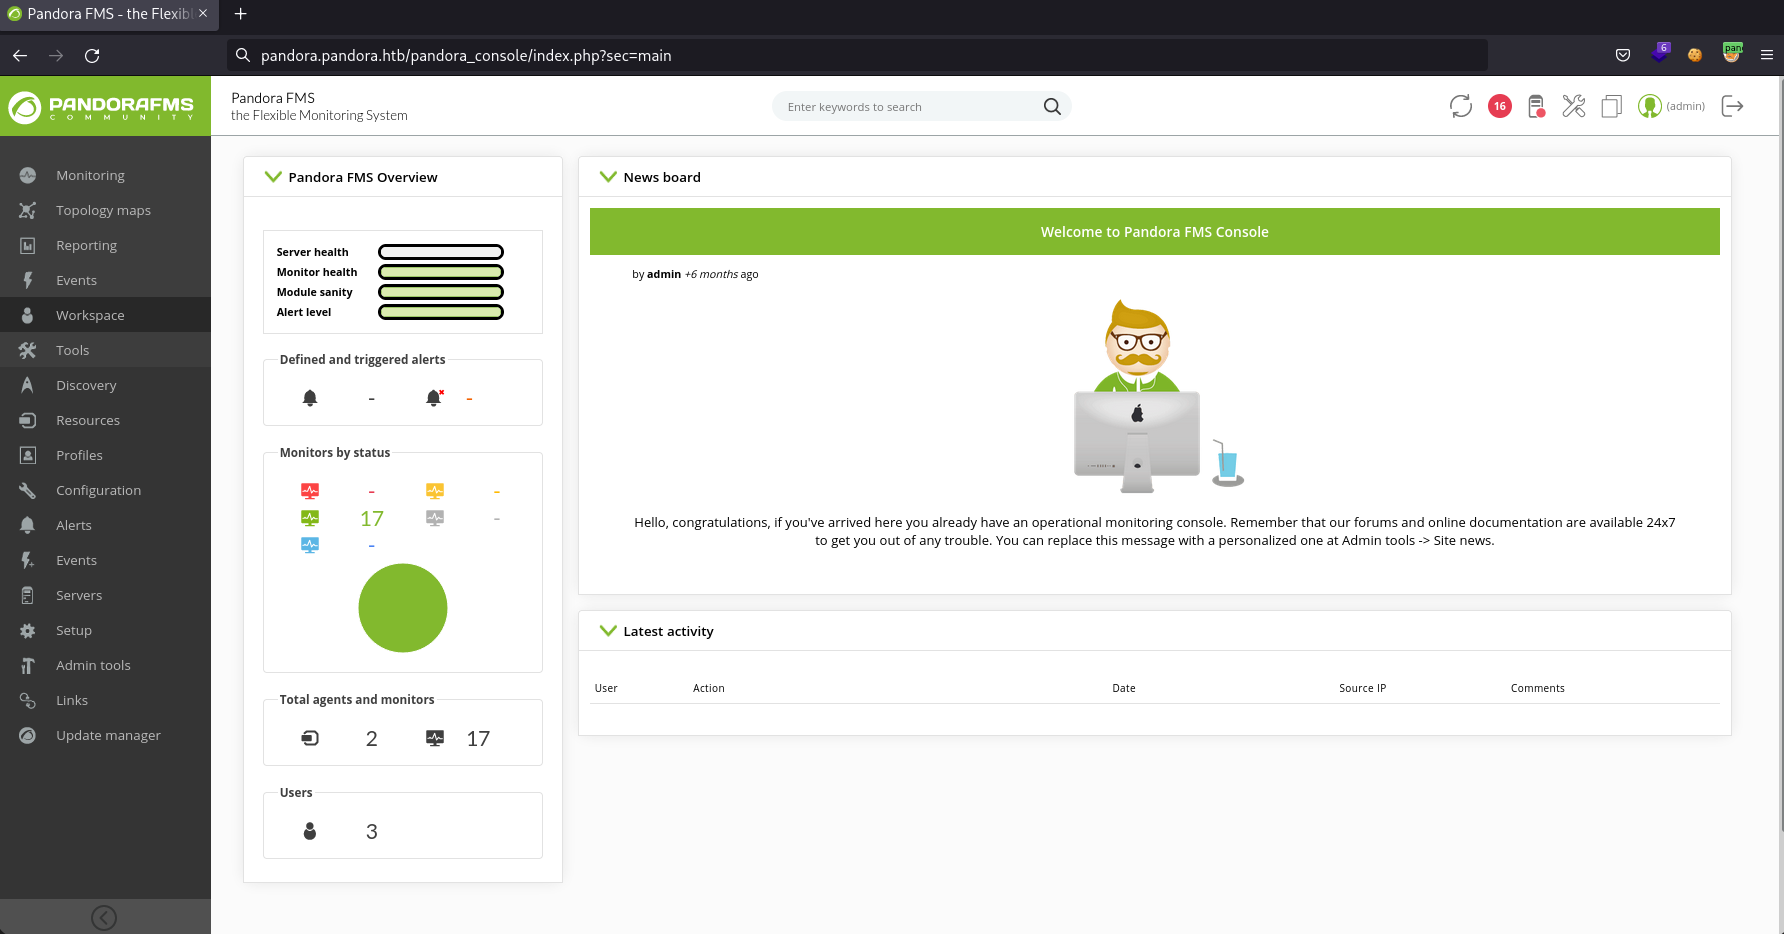 Pandora FMS - the Flexib
pandora.pandora.htb/pandora_console/index.php?sec=main
6
PANDORAFMS
COMMUNITY
Pandora FMS
the Flexible Monitoring System
Enter keywords to search
16
(admin)
Monitoring
Topology maps
Reporting
Events
Workspace
Tools
Discovery
Resources
Profiles
Configuration
Alerts
Events
Servers
Setup
Admin tools
Links
Update manager
Pandora FMS Overview
Server health
Monitor health
Module sanity
Alert level
Defined and triggered alerts
- -
Monitors by status
- -
17 -
-
Total agents and monitors
2 17
Users
3
News board
Welcome to Pandora FMS Console
by admin +6 months ago
Hello, congratulations, if you've arrived here you already have an operational monitoring console. Remember that our forums and online documentation are available 24x7
to get you out of any trouble. You can replace this message with a personalized one at Admin tools -> Site news.
Latest activity
User Action Date Source IP Comments